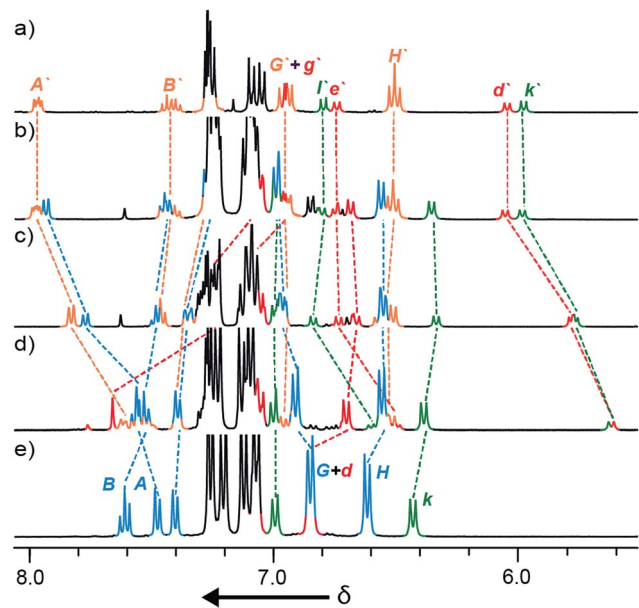 a)
A` B` G`+g` l` e` H` d` k`
b)
c)
d)
e)
B A G+d H k
8.0 7.0 6.0
δ